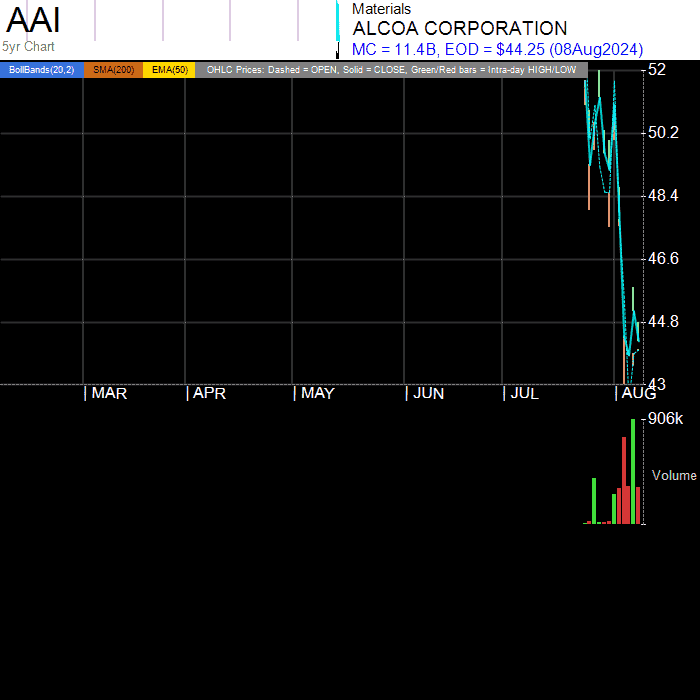 AAI
5yr Chart
Materials
ALCOA CORPORATION
MC = 11.4B, EOD = $44.25 (08Aug2024)
BollBands(20,2) SMA(200) EMA(50) OHLC Prices: Dashed = OPEN, Solid = CLOSE, Green/Red bars = Intra-day HIGH/LOW
52
50.2
48.4
46.6
44.8
43
| MAR | APR | MAY | JUN | JUL | AUG
906k
Volume